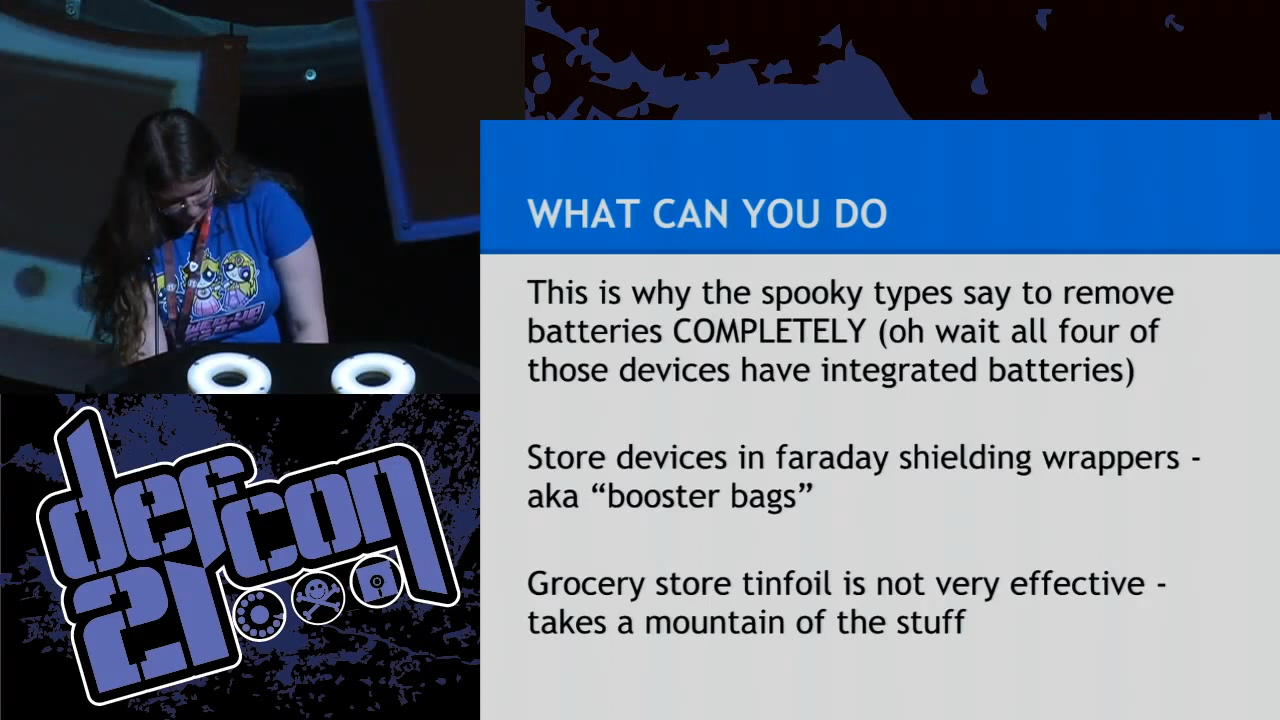 WHAT CAN YOU DO
This is why the spooky types say to remove
batteries COMPLETELY (oh wait all four of
those devices have integrated batteries)
Store devices in faraday shielding wrappers -
aka “booster bags”
Grocery store tinfoil is not very effective -
takes a mountain of the stuff
defcon
21